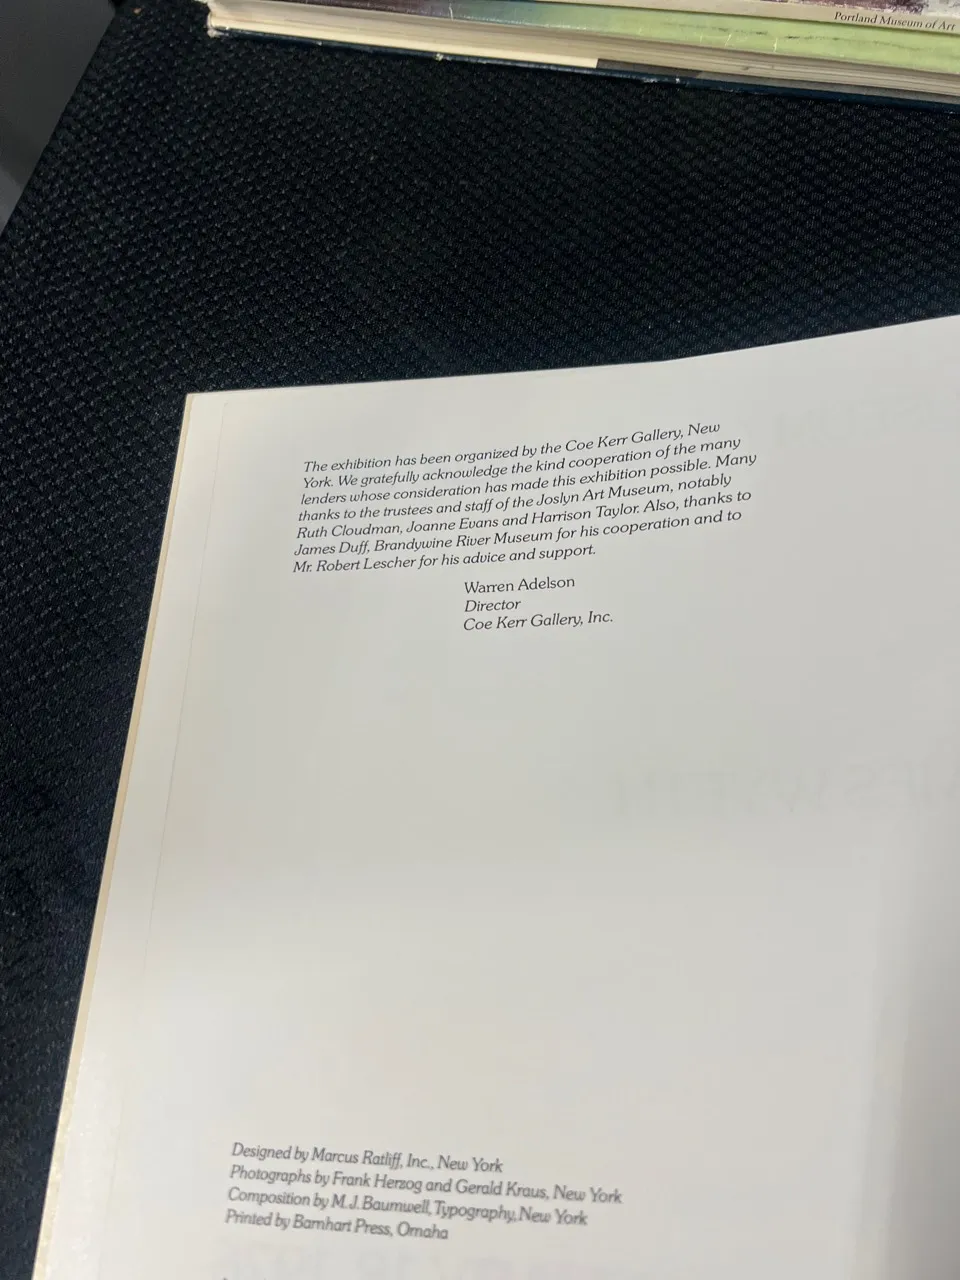 Portland Museum of Art
The exhibition has been organized by the Coe Kerr Gallery, New
York. We gratefully acknowledge the kind cooperation of the many
lenders whose consideration has made this exhibition possible. Many
thanks to the trustees and staff of the Joslyn Art Museum, notably
Ruth Cloudman, Joanne Evans and Harrison Taylor. Also, thanks to
James Duff, Brandywine River Museum for his cooperation and to
Mr. Robert Lescher for his advice and support.
Warren Adelson
Director
Coe Kerr Gallery, Inc.
Designed by Marcus Ratliff, Inc., New York
Photographs by Frank Herzog and Gerald Kraus, New York
Composition by M.J. Baumwell, Typography, New York
Printed by Barnhart Press, Omaha